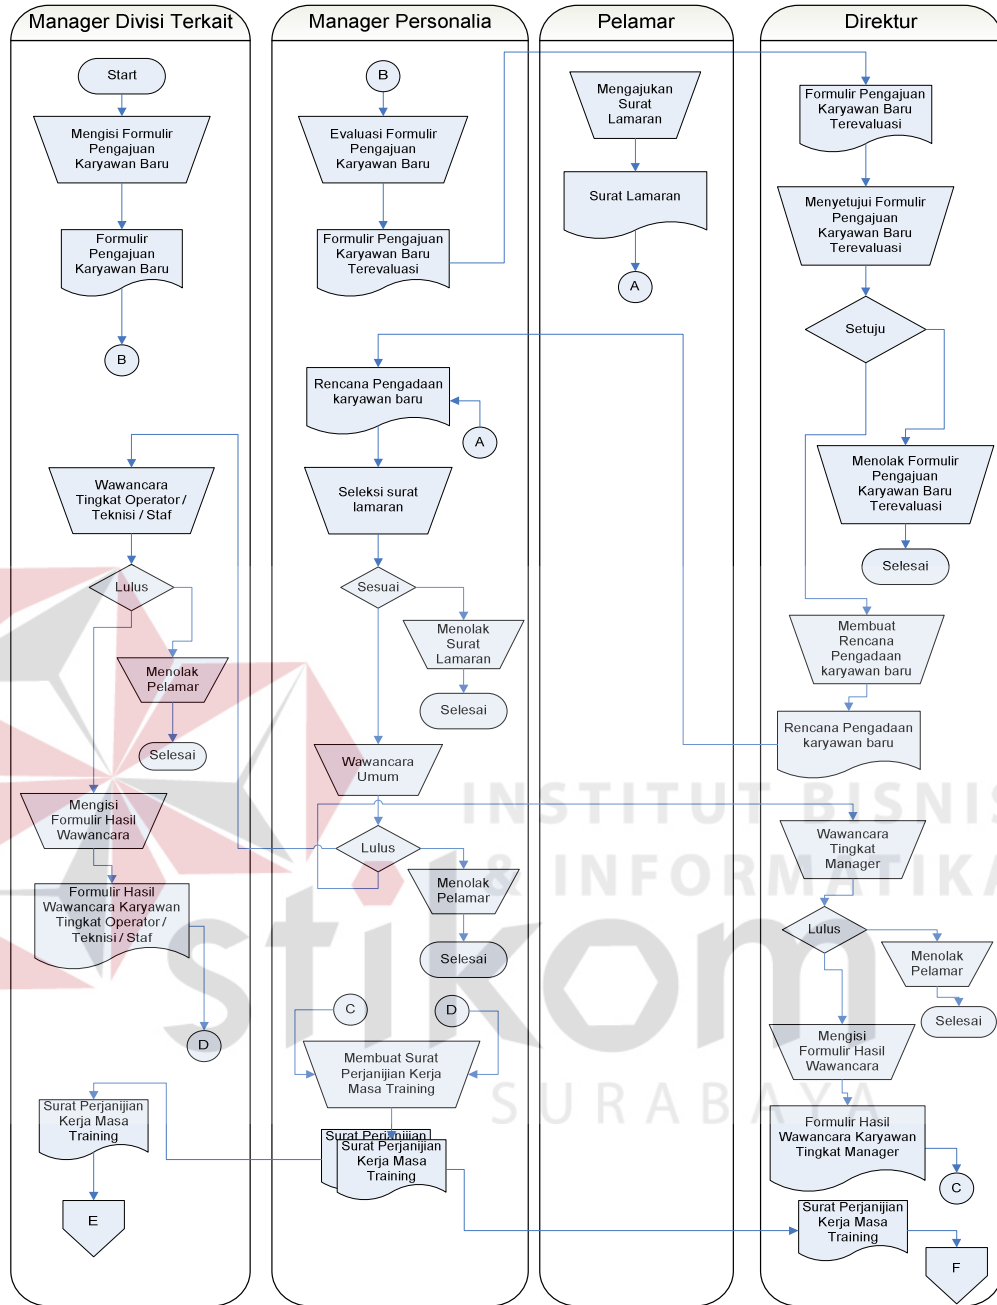 Manager Divisi Terkait
Start
Mengisi Formulir
Pengajuan
Karyawan Baru
Formulir
Pengajuan
Karyawan Baru
B
Wawancara
Tingkat Operator /
Teknisi / Staf
Lulus
Menolak
Pelamar
Selesai
Mengisi
Formulir Hasil
Wawancara
Formulir Hasil
Wawancara Karyawan
Tingkat Operator /
Teknisi / Staf
D
Surat Perjanijian
Kerja Masa
Training
E
Manager Personalia
B
Evaluasi Formulir
Pengajuan
Karyawan Baru
Formulir Pengajuan
Karyawan Baru
Terevaluasi
Rencana Pengadaan
karyawan baru
A
Seleksi surat
lamaran
Sesuai
Menolak
Surat
Lamaran
Selesai
Wawancara
Umum
Lulus
Menolak
Pelamar
Selesai
C
D
Membuat Surat
Perjanijian Kerja
Masa Training
Surat Perjanijian
Surat Perjanijian
Kerja Masa
Training
Pelamar
Mengajukan
Surat
Lamaran
Surat Lamaran
A
Direktur
Formulir Pengajuan
Karyawan Baru
Terevaluasi
Menyetujui Formulir
Pengajuan
Karyawan Baru
Terevaluasi
Setuju
Menolak Formulir
Pengajuan
Karyawan Baru
Terevaluasi
Selesai
Membuat
Rencana
Pengadaan
karyawan baru
Rencana Pengadaan
karyawan baru
Wawancara
Tingkat
Manager
Lulus
Menolak
Pelamar
Selesai
Mengisi
Formulir Hasil
Wawancara
Formulir Hasil
Wawancara Karyawan
Tingkat Manager
C
Surat Perjanijian
Kerja Masa
Training
F
INSTITUT BISNIS
& INFORMATIKA
stikom
SURABAYA